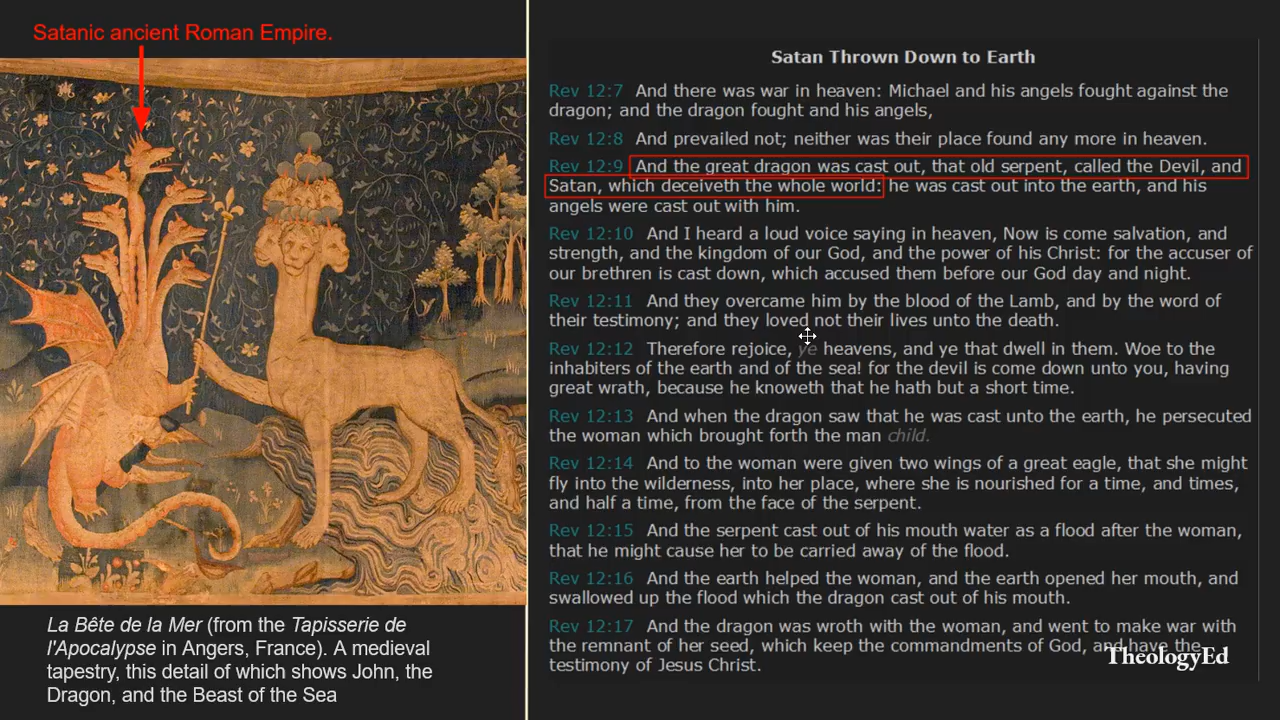 Satanic ancient Roman Empire.
La Bête de la Mer (from the Tapisserie de
l'Apocalypse in Angers, France). A medieval
tapestry, this detail of which shows John, the
Dragon, and the Beast of the Sea
Satan Thrown Down to Earth
Rev 12:7 And there was war in heaven: Michael and his angels fought against the
dragon; and the dragon fought and his angels,
Rev 12:8 And prevailed not; neither was their place found any more in heaven.
Rev 12:9 And the great dragon was cast out, that old serpent, called the Devil, and
Satan, which deceiveth the whole world: he was cast out into the earth, and his
angels were cast out with him.
Rev 12:10 And I heard a loud voice saying in heaven, Now is come salvation, and
strength, and the kingdom of our God, and the power of his Christ: for the accuser of
our brethren is cast down, which accused them before our God day and night.
Rev 12:11 And they overcame him by the blood of the Lamb, and by the word of
their testimony; and they loved not their lives unto the death.
Rev 12:12 Therefore rejoice, ye heavens, and ye that dwell in them. Woe to the
inhabiters of the earth and of the sea! for the devil is come down unto you, having
great wrath, because he knoweth that he hath but a short time.
Rev 12:13 And when the dragon saw that he was cast unto the earth, he persecuted
the woman which brought forth the man child.
Rev 12:14 And to the woman were given two wings of a great eagle, that she might
fly into the wilderness, into her place, where she is nourished for a time, and times,
and half a time, from the face of the serpent.
Rev 12:15 And the serpent cast out of his mouth water as a flood after the woman,
that he might cause her to be carried away of the flood.
Rev 12:16 And the earth helped the woman, and the earth opened her mouth, and
swallowed up the flood which the dragon cast out of his mouth.
Rev 12:17 And the dragon was wroth with the woman, and went to make war with
the remnant of her seed, which keep the commandments of God, and have the
testimony of Jesus Christ.
TheologyEd